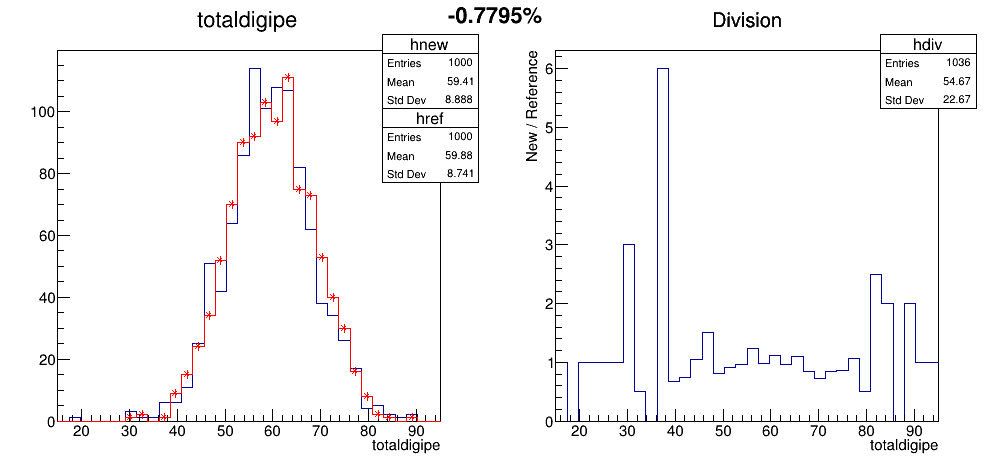 -0.7795%
totaldigipe
hnew
Entries 1000
Mean 59.41
Std Dev 8.888
href
Entries 1000
Mean 59.88
Std Dev 8.741
100
80
60
40
20
0
20 30 40 50 60 70 80 90
totaldigipe
Division
hdiv
Entries 1036
Mean 54.67
Std Dev 22.67
New / Reference
6
5
4
3
2
1
0
20 30 40 50 60 70 80 90
totaldigipe